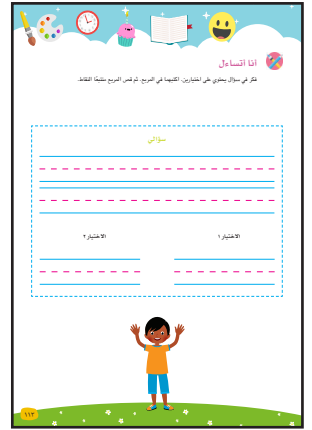 أنا أتساءل
فكر في سؤال يحتوي على اختيارين، اكتبهما في المربع، ثم قص المربع متتبعًا النقاط.
سؤالي
الاختيار ١
الاختيار ٢
١١٢